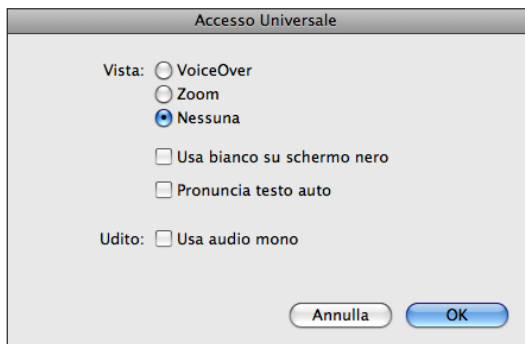 Accesso Universale
Vista: VoiceOver
Zoom
Nessuna
Usa bianco su schermo nero
Pronuncia testo auto
Udito: Usa audio mono
Annulla OK